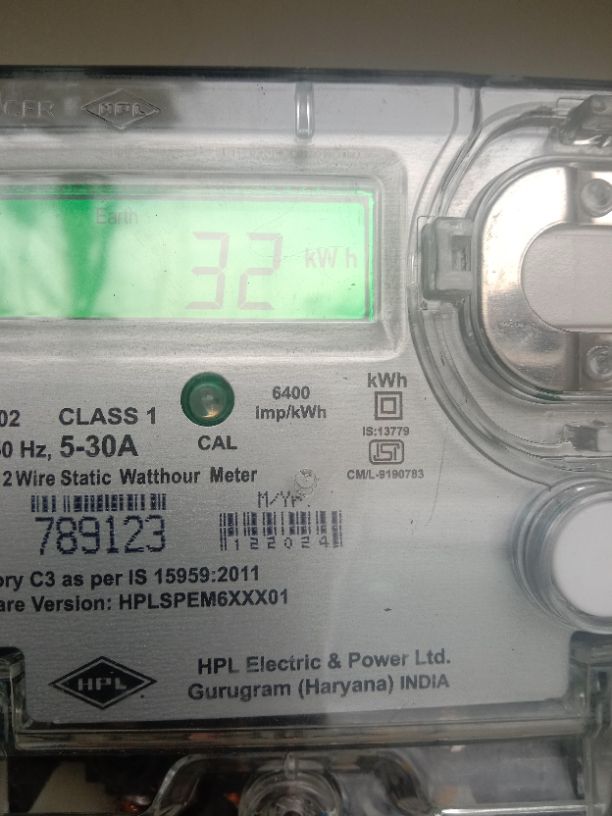 CER HPL
Earth
32 kWh
6400
Imp/kWh
kWh
IS:13779
ISI
CM/L-9190783
02 CLASS 1
50 Hz, 5-30A
CAL
2 Wire Static Watthour Meter
M/Yr.
789123
122024
ory C3 as per IS 15959:2011
are Version: HPLSPEM6XXX01
HPL
HPL Electric & Power Ltd.
Gurugram (Haryana) INDIA